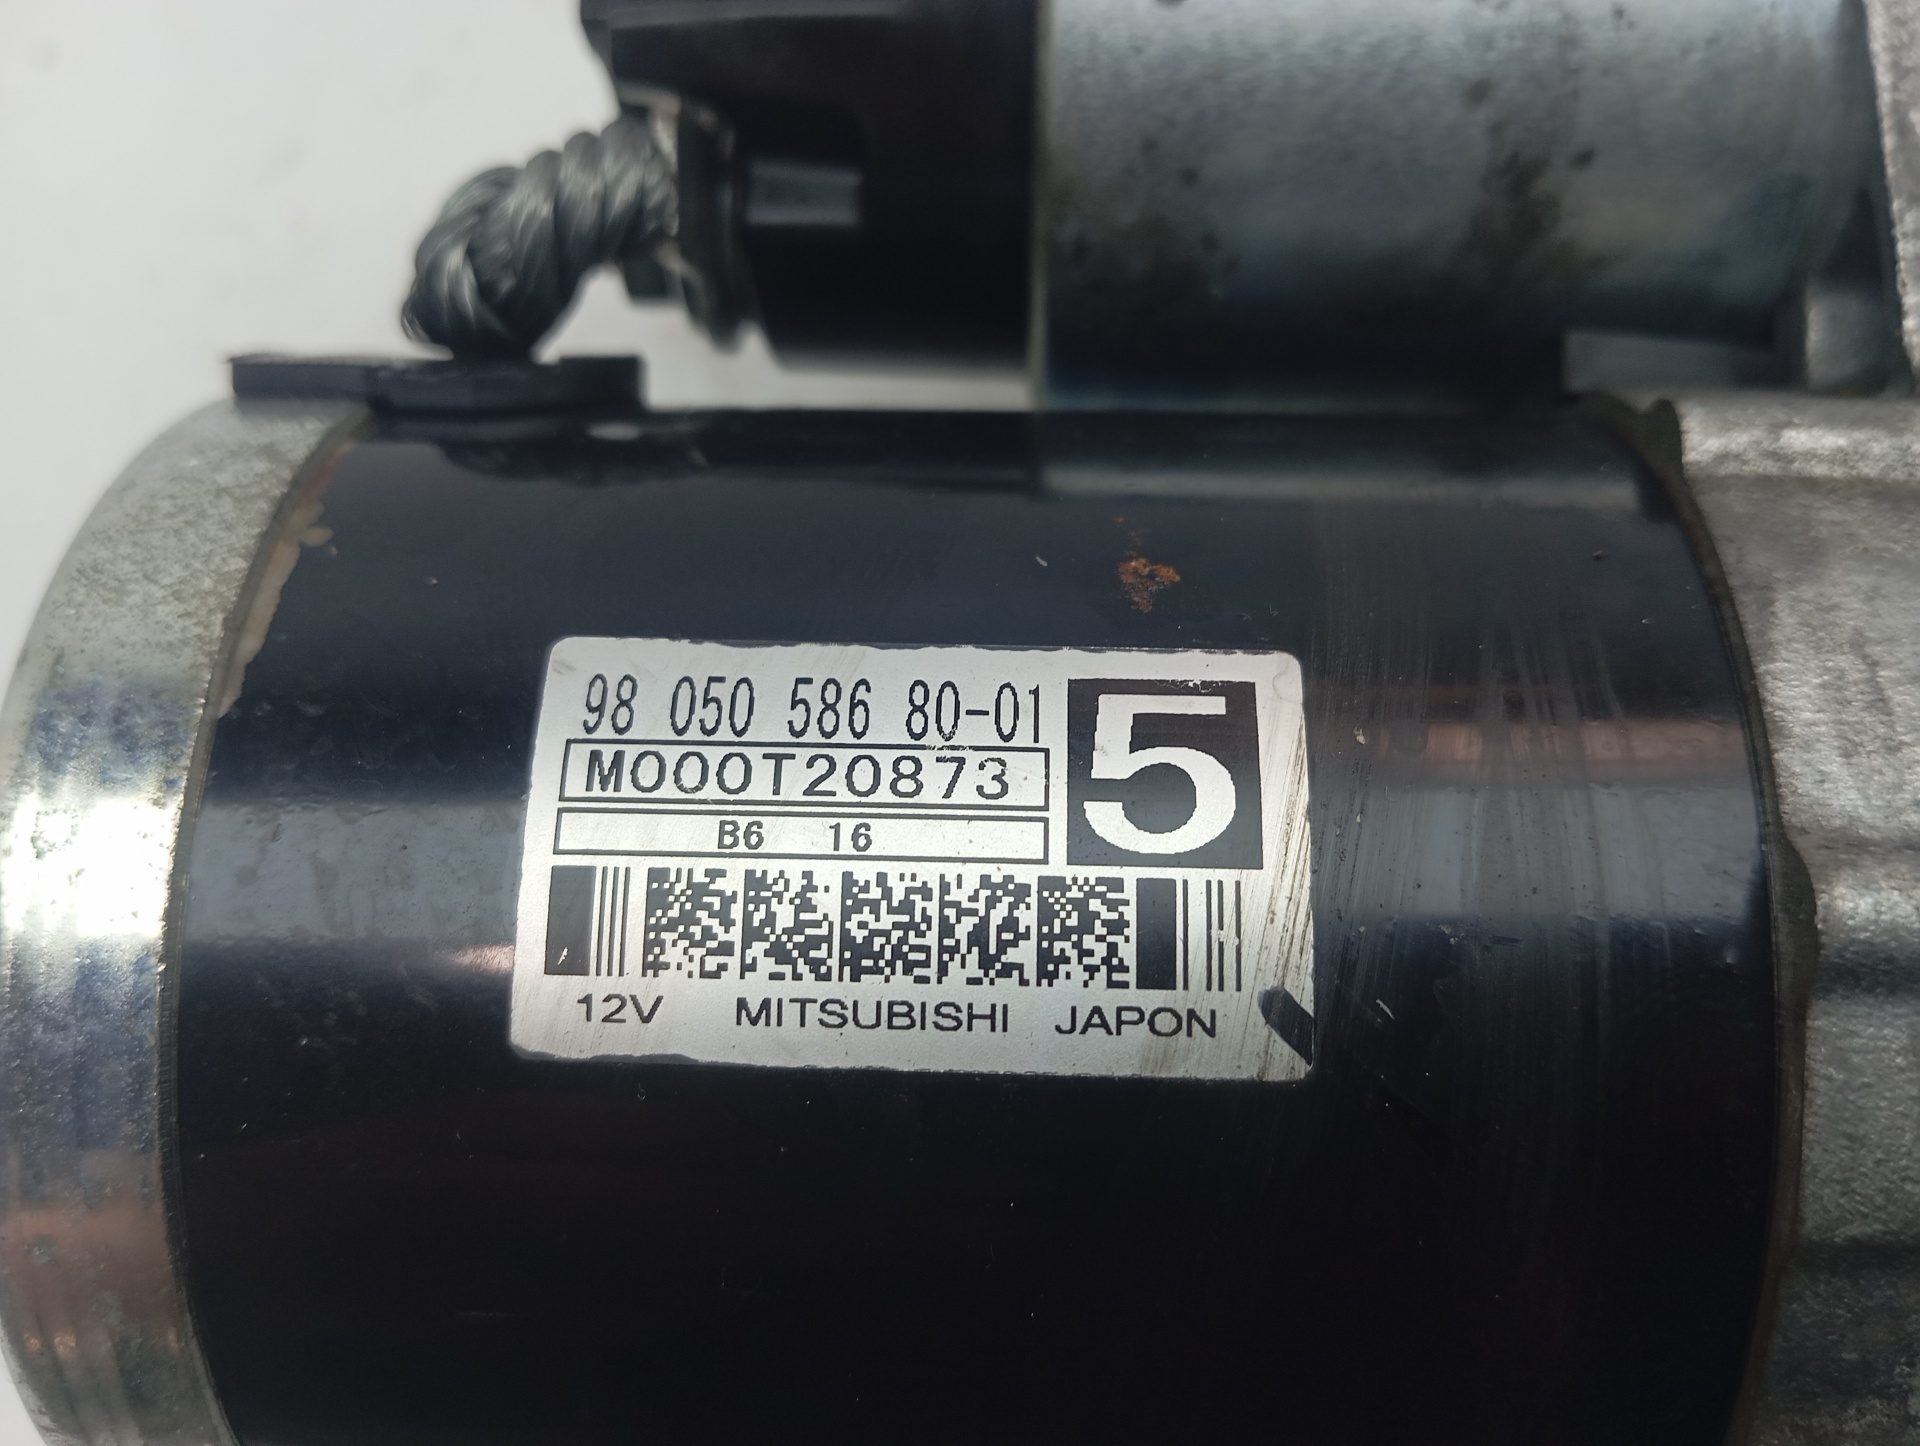 98 050 586 80-01
5
M000T20873
B6 16
12V MITSUBISHI JAPON